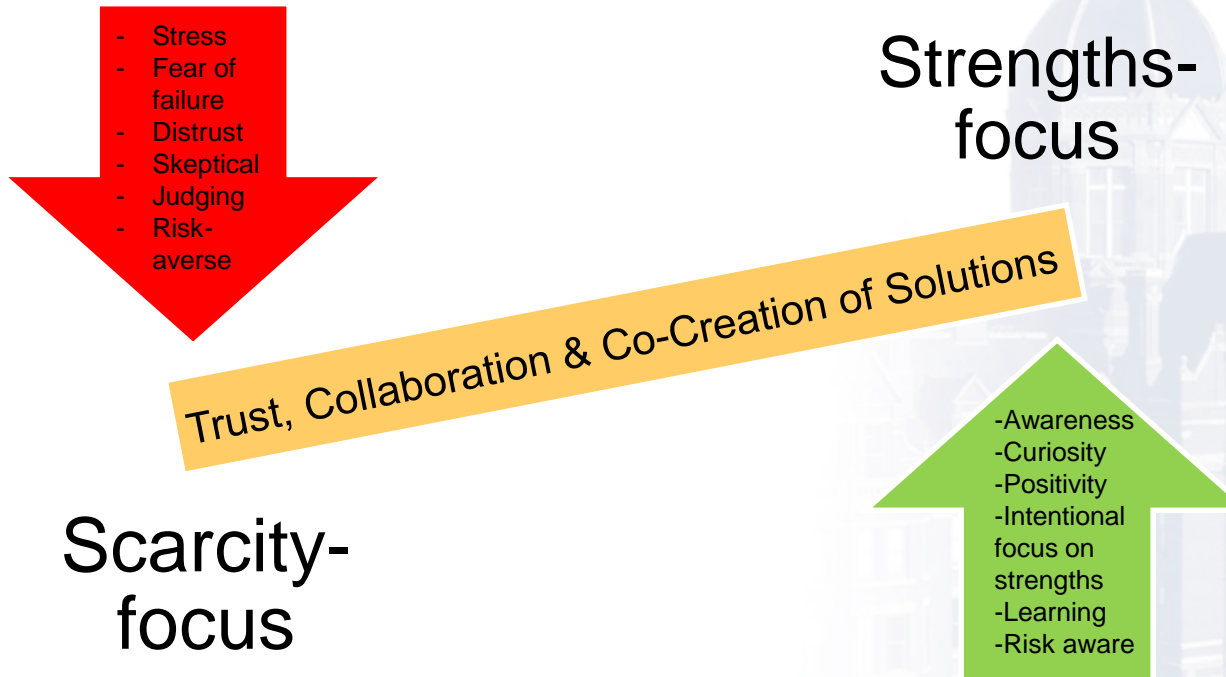 - Stress
- Fear of
failure
- Distrust
- Skeptical
- Judging
- Risk-
averse
Strengths-
focus
Trust, Collaboration & Co-Creation of Solutions
Scarcity-
focus
-Awareness
-Curiosity
-Positivity
-Intentional
focus on
strengths
-Learning
-Risk aware